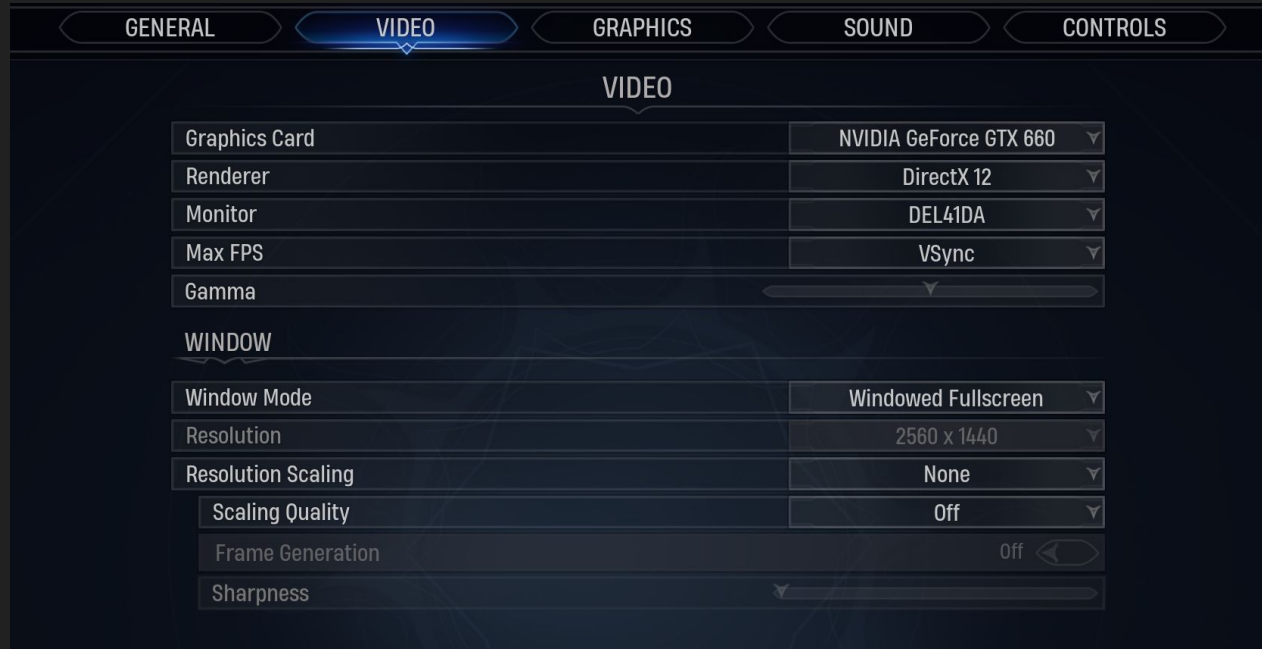 GENERAL VIDEO GRAPHICS SOUND CONTROLS
VIDEO
Graphics Card NVIDIA GeForce GTX 660
Renderer DirectX 12
Monitor DEL41DA
Max FPS VSync
Gamma
WINDOW
Window Mode Windowed Fullscreen
Resolution 2560 x 1440
Resolution Scaling None
Scaling Quality Off
Frame Generation Off
Sharpness